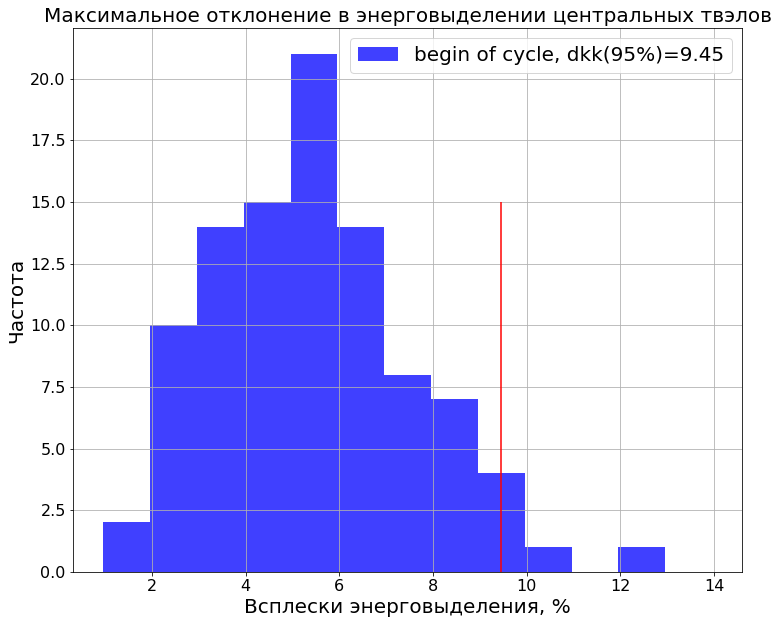 Максимальное отклонение в энерговыделении центральных твэлов
begin of cycle, dkk(95%)=9.45
20.0
17.5
15.0
12.5
10.0
7.5
5.0
2.5
0.0
Частота
2 4 6 8 10 12 14
Всплески энерговыделения, %